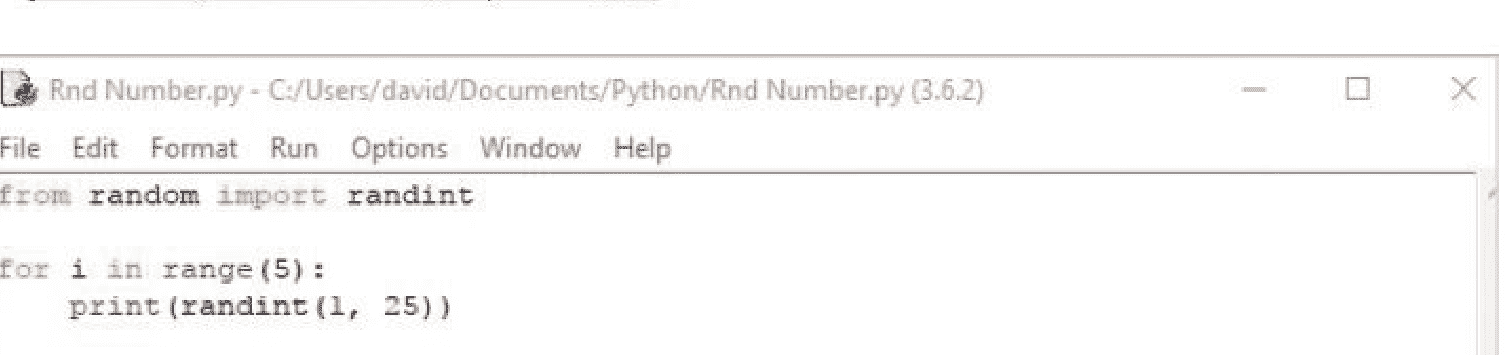 Rnd Number.py - C:/Users/david/Documents/Python/Rnd Number.py (3.6.2)
File Edit Format Run Options Window Help
from random import randint
for i in range(5):
    print(randint(1, 25))